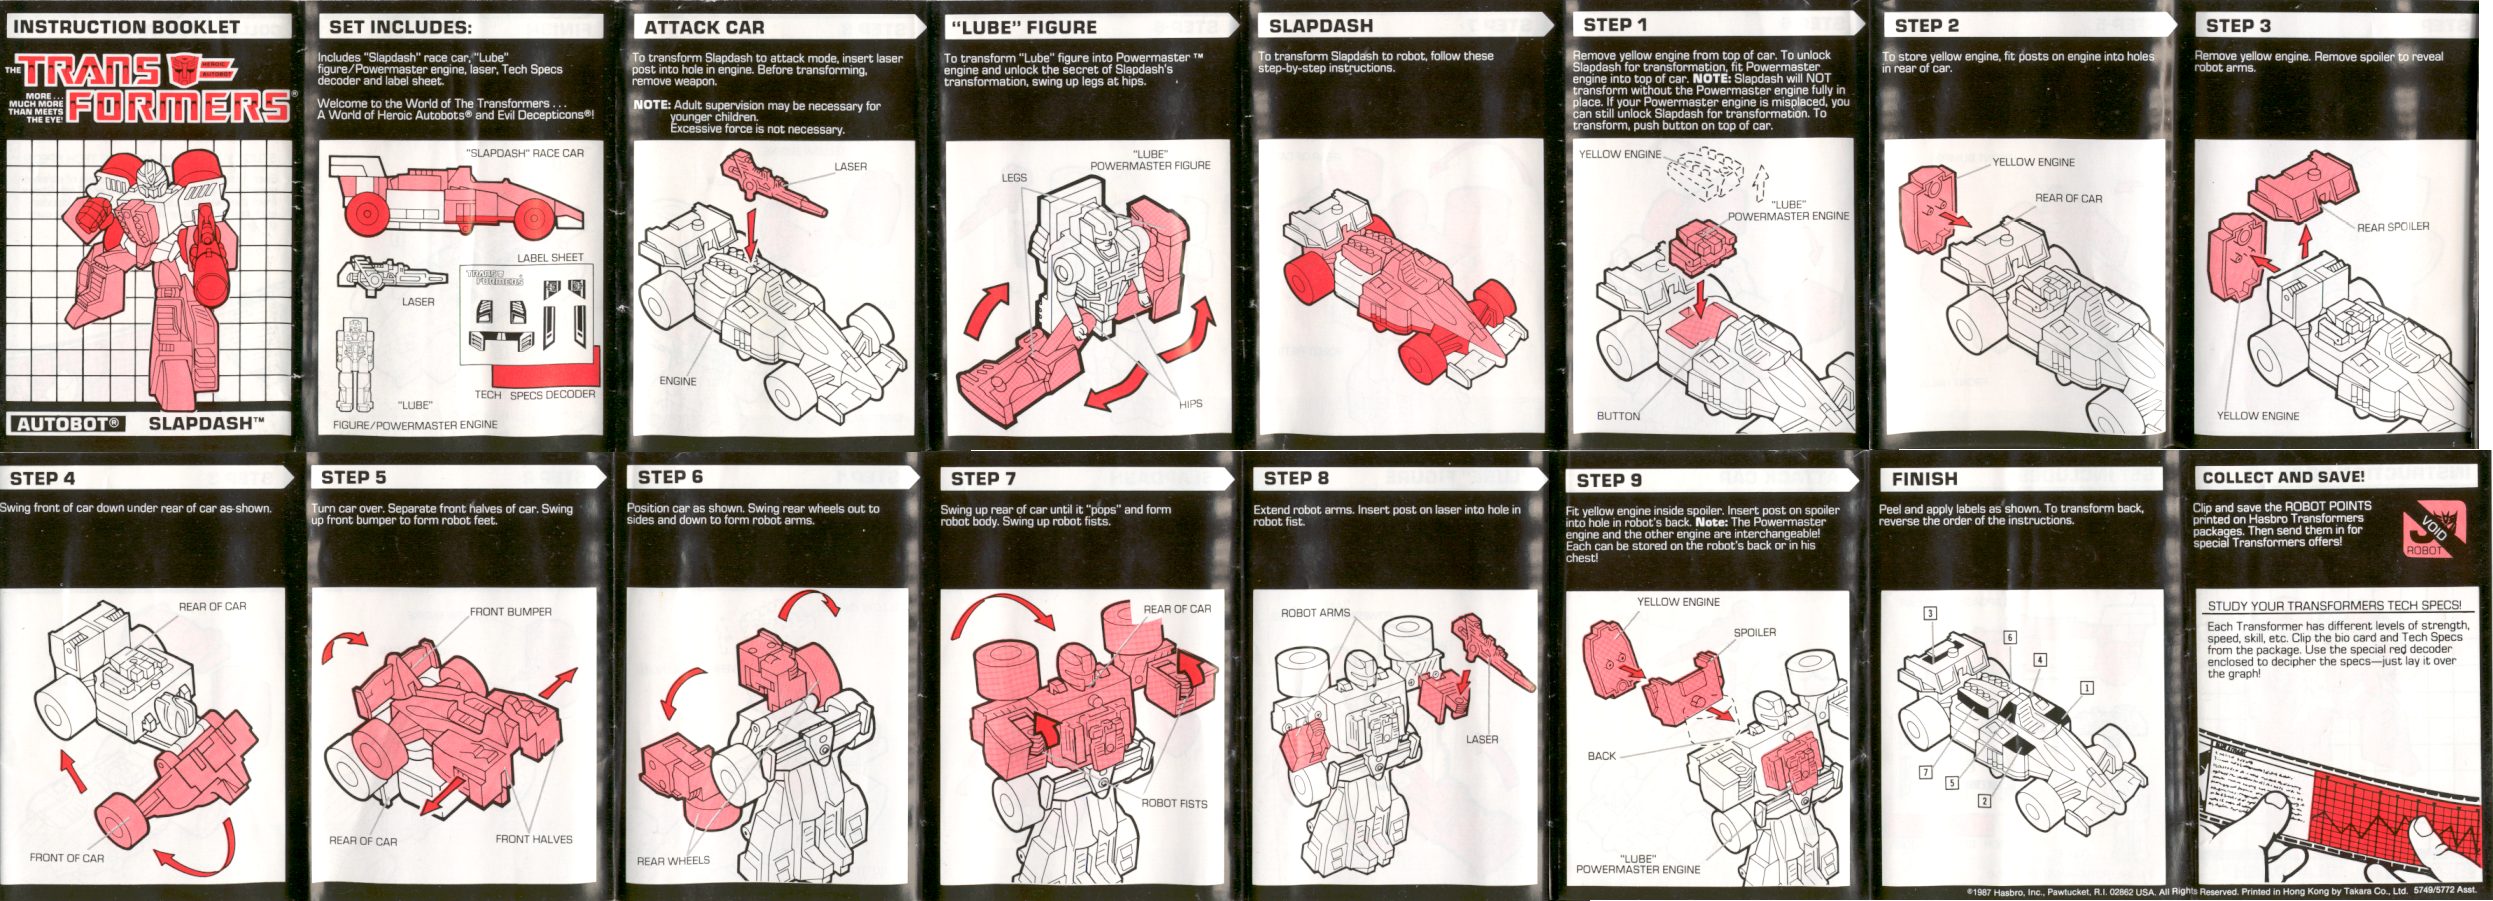 INSTRUCTION BOOKLET
THE TRANSFORMERS®
HEROIC
AUTOBOT
MORE...
MUCH MORE
THAN MEETS
THE EYE!
AUTOBOT® SLAPDASH™
SET INCLUDES:
Includes "Slapdash" race car, "Lube"
figure/Powermaster engine, laser, Tech Specs
decoder and label sheet.
Welcome to the World of The Transformers . . .
A World of Heroic Autobots® and Evil Decepticons®!
"SLAPDASH" RACE CAR
LABEL SHEET
TRANSFORMERS
LASER
TECH SPECS DECODER
"LUBE"
FIGURE/POWERMASTER ENGINE
ATTACK CAR
To transform Slapdash to attack mode, insert laser
post into hole in engine. Before transforming,
remove weapon.
NOTE: Adult supervision may be necessary for
younger children.
Excessive force is not necessary.
LASER
ENGINE
"LUBE" FIGURE
To transform "Lube" figure into Powermaster ™
engine and unlock the secret of Slapdash's
transformation, swing up legs at hips.
"LUBE"
POWERMASTER FIGURE
LEGS
HIPS
SLAPDASH
To transform Slapdash to robot, follow these
step-by-step instructions.
STEP 1
Remove yellow engine from top of car. To unlock
Slapdash for transformation, fit Powermaster
engine into top of car. NOTE: Slapdash will NOT
transform without the Powermaster engine fully in
place. If your Powermaster engine is misplaced, you
can still unlock Slapdash for transformation. To
transform, push button on top of car.
YELLOW ENGINE
"LUBE"
POWERMASTER ENGINE
BUTTON
STEP 2
To store yellow engine, fit posts on engine into holes
in rear of car.
YELLOW ENGINE
REAR OF CAR
STEP 3
Remove yellow engine. Remove spoiler to reveal
robot arms.
REAR SPOILER
YELLOW ENGINE
STEP 4
Swing front of car down under rear of car as shown.
REAR OF CAR
FRONT OF CAR
STEP 5
Turn car over. Separate front halves of car. Swing
up front bumper to form robot feet.
FRONT BUMPER
REAR OF CAR
FRONT HALVES
STEP 6
Position car as shown. Swing rear wheels out to
sides and down to form robot arms.
REAR WHEELS
STEP 7
Swing up rear of car until it "pops" and form
robot body. Swing up robot fists.
REAR OF CAR
ROBOT FISTS
STEP 8
Extend robot arms. Insert post on laser into hole in
robot fist.
ROBOT ARMS
LASER
STEP 9
Fit yellow engine inside spoiler. Insert post on spoiler
into hole in robot's back. Note: The Powermaster
engine and the other engine are interchangeable!
Each can be stored on the robot's back or in his
chest!
YELLOW ENGINE
SPOILER
BACK
"LUBE"
POWERMASTER ENGINE
FINISH
Peel and apply labels as shown. To transform back,
reverse the order of the instructions.
3
6
4
1
7
5
2
COLLECT AND SAVE!
Clip and save the ROBOT POINTS
printed on Hasbro Transformers
packages. Then send them in for
special Transformers offers!
VOID
ROBOT
STUDY YOUR TRANSFORMERS TECH SPECS!
Each Transformer has different levels of strength,
speed, skill, etc. Clip the bio card and Tech Specs
from the package. Use the special red decoder
enclosed to decipher the specs—just lay it over
the graph!
©1987 Hasbro, Inc., Pawtucket, R.I. 02862 USA. All Rights Reserved. Printed in Hong Kong by Takara Co., Ltd. 5749/5772 Asst.